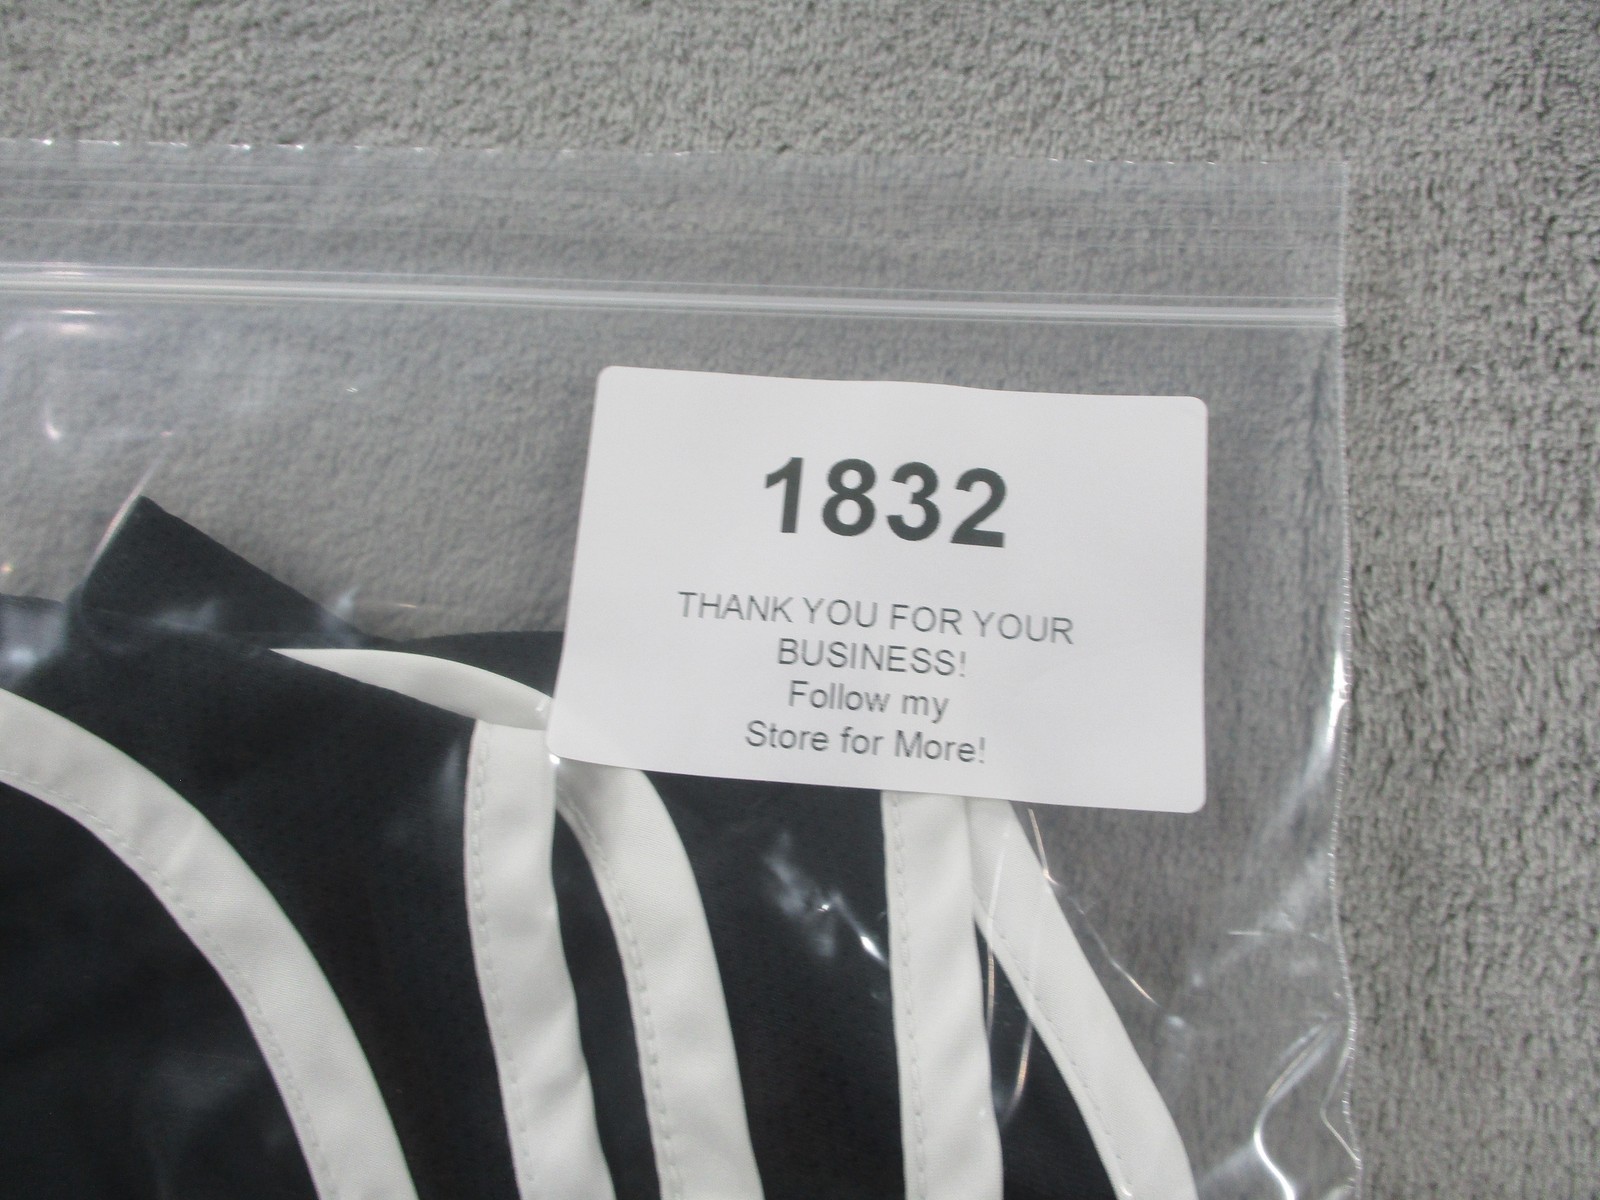 1832
THANK YOU FOR YOUR
BUSINESS!
Follow my
Store for More!